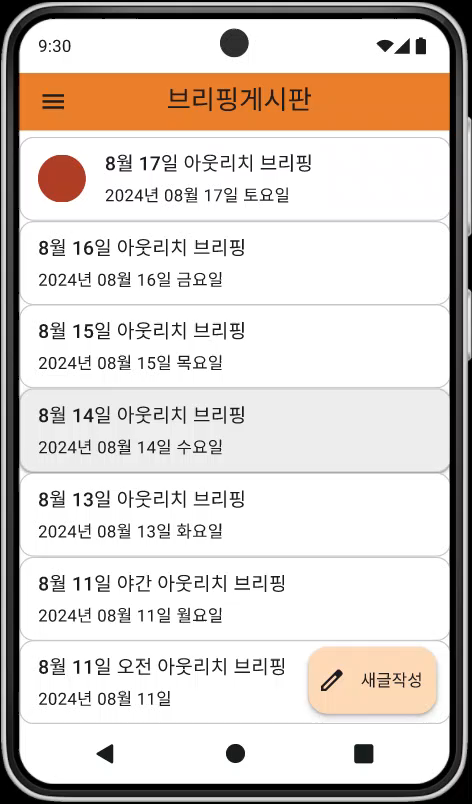 9:30
브리핑게시판
8월 17일 아웃리치 브리핑
2024년 08월 17일 토요일
8월 16일 아웃리치 브리핑
2024년 08월 16일 금요일
8월 15일 아웃리치 브리핑
2024년 08월 15일 목요일
8월 14일 아웃리치 브리핑
2024년 08월 14일 수요일
8월 13일 아웃리치 브리핑
2024년 08월 13일 화요일
8월 11일 야간 아웃리치 브리핑
2024년 08월 11일 월요일
8월 11일 오전 아웃리치 브리핑
2024년 08월 11일
새글작성